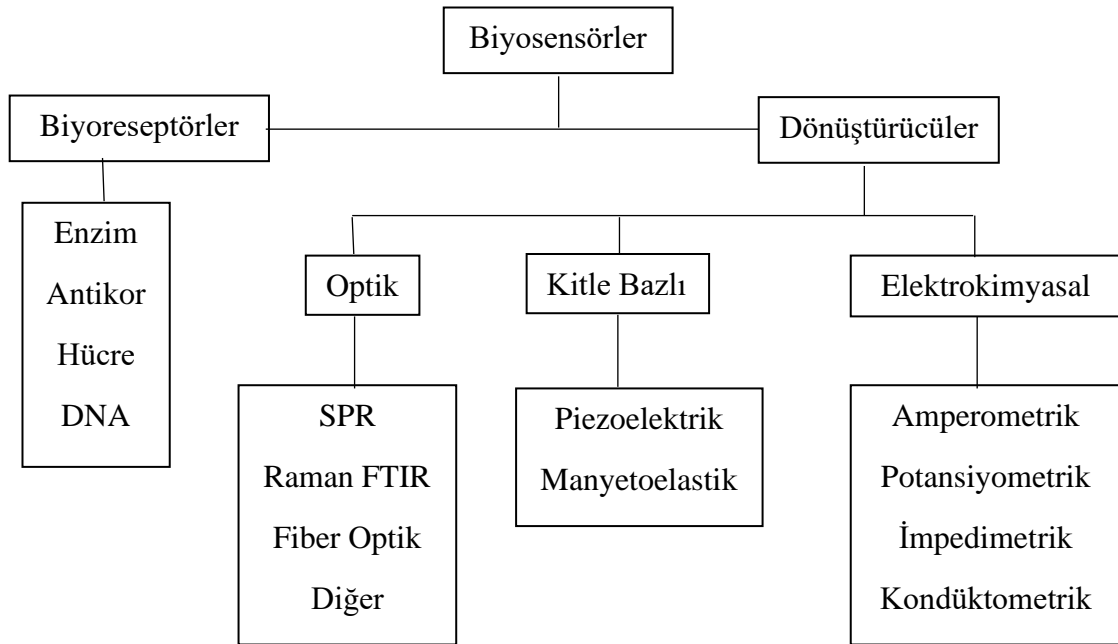 Biyosensörler
Biyoreseptörler
Dönüştürücüler
Enzim
Antikor
Hücre
DNA
Optik
Kitle Bazlı
Elektrokimyasal
SPR
Raman FTIR
Fiber Optik
Diğer
Piezoelektrik
Manyetoelastik
Amperometrik
Potansiyometrik
İmpedimetrik
Kondüktometrik